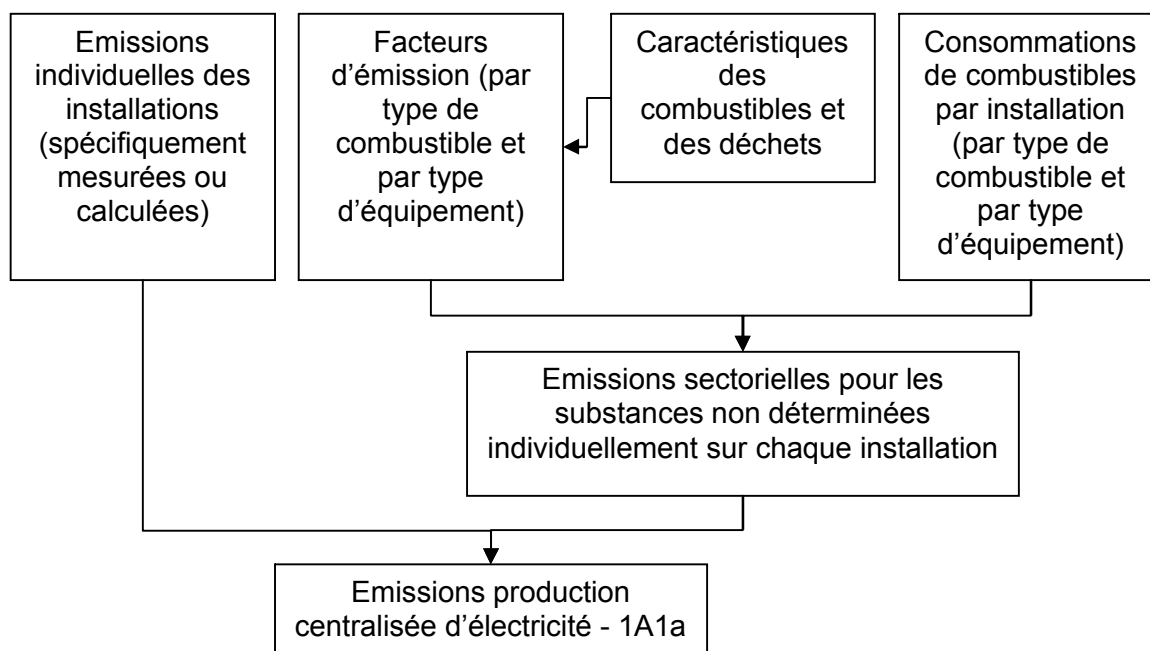 Emissions
individuelles des
installations
(spécifiquement
mesurées ou
calculées)
Facteurs
d’émission (par
type de
combustible et
par type
d’équipement)
Caractéristiques
des
combustibles et
des déchets
Consommations
de combustibles
par installation
(par type de
combustible et
par type
d’équipement)
Emissions sectorielles pour les
substances non déterminées
individuellement sur chaque installation
Emissions production
centralisée d’électricité - 1A1a